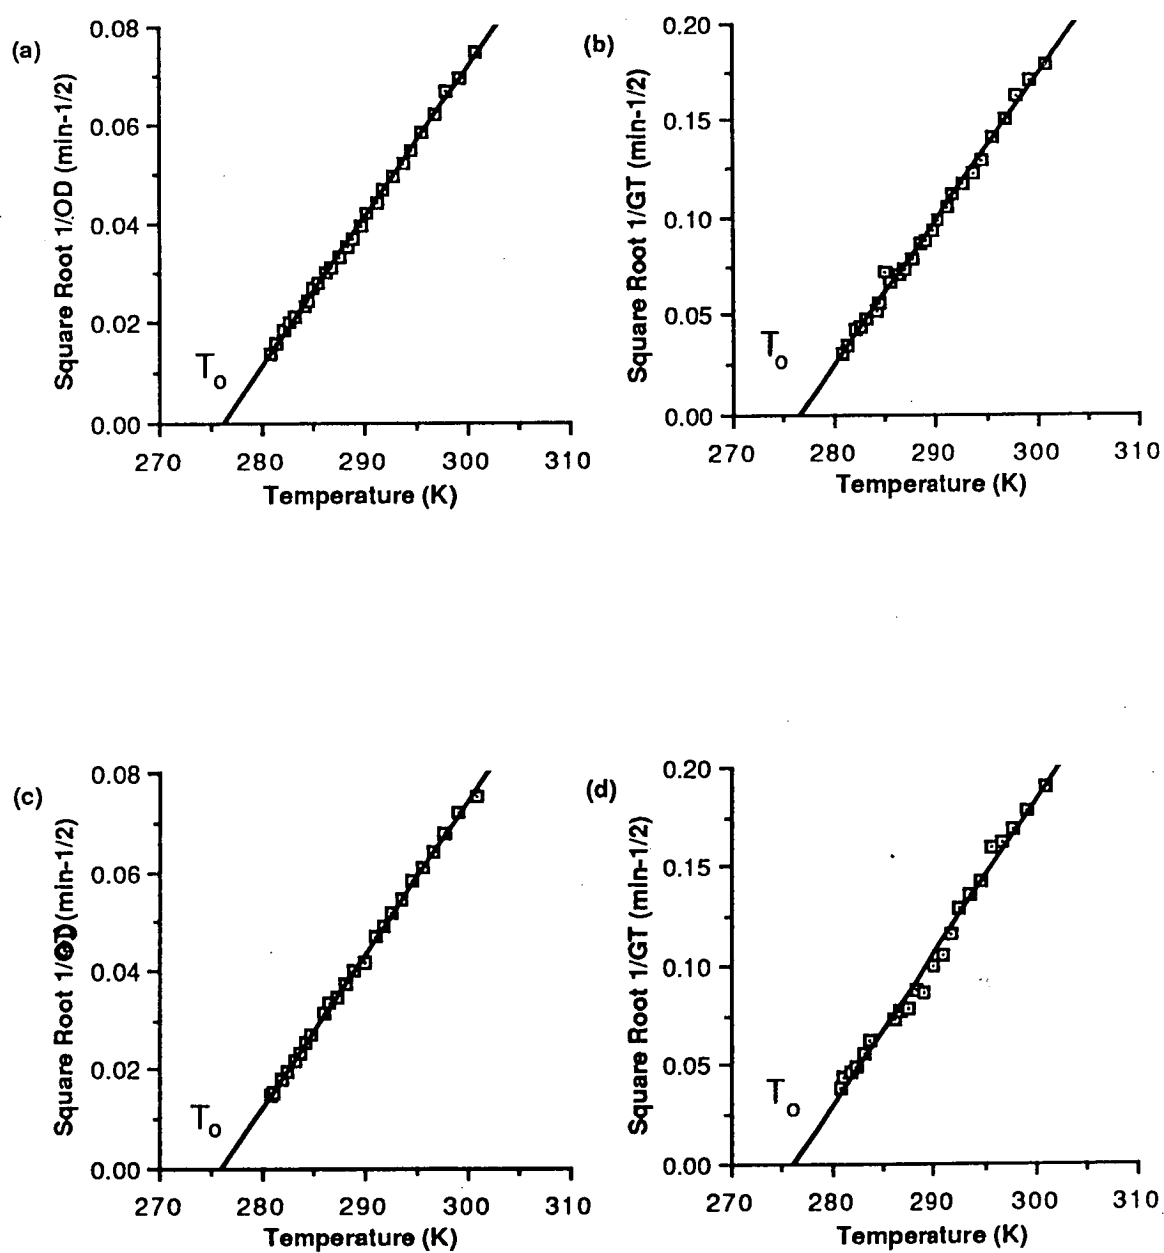 (a)
Square Root 1/OD (min-1/2)
0.08
0.06
0.04
0.02
0.00
To
270 280 290 300 310
Temperature (K)
(b)
Square Root 1/GT (min-1/2)
0.20
0.15
0.10
0.05
0.00
To
270 280 290 300 310
Temperature (K)
(c)
Square Root (min-1/2)
0.08
0.06
0.04
0.02
0.00
To
270 280 290 300 310
Temperature (K)
(d)
Square Root 1/GT (min-1/2)
0.20
0.15
0.10
0.05
0.00
To
270 280 290 300 310
Temperature (K)